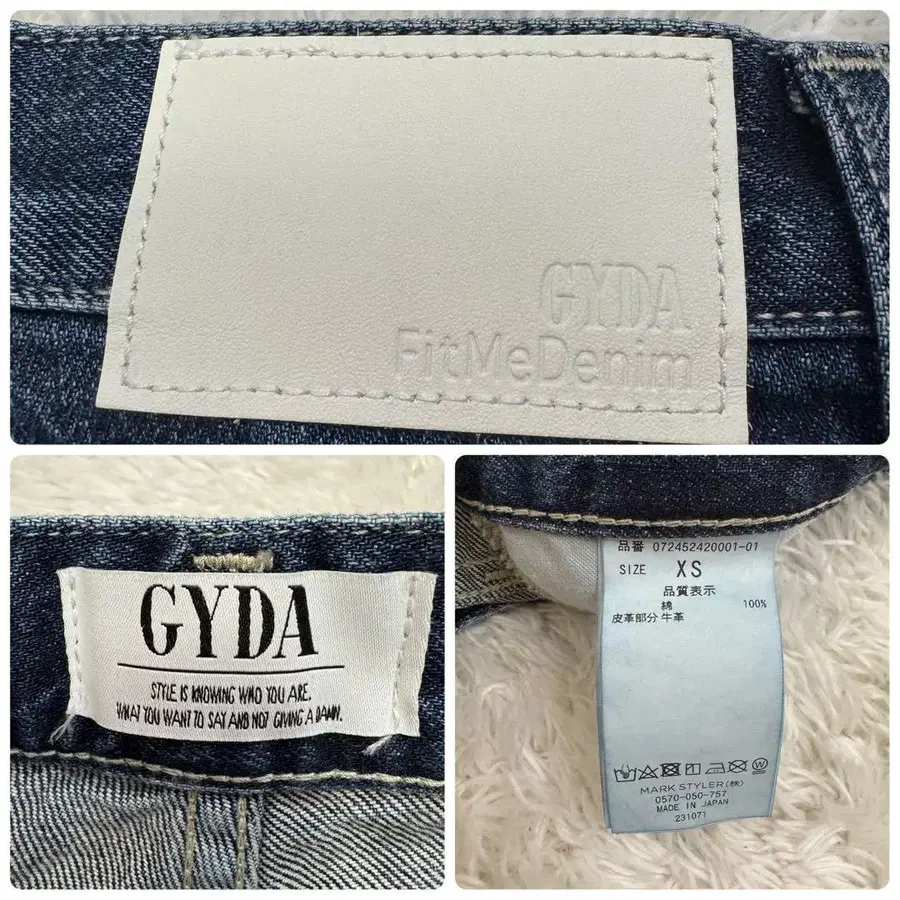 GYDA
FitMeDenim
GYDA
STYLE IS KNOWING WHO YOU ARE.
WHAT YOU WANT TO SAY AND NOT GIVING A DAMN.
品番 072452420001-01
SIZE XS
品質表示
綿 100%
皮革部分 牛革
MARK STYLER(株)
0570-050-757
MADE IN JAPAN
231071